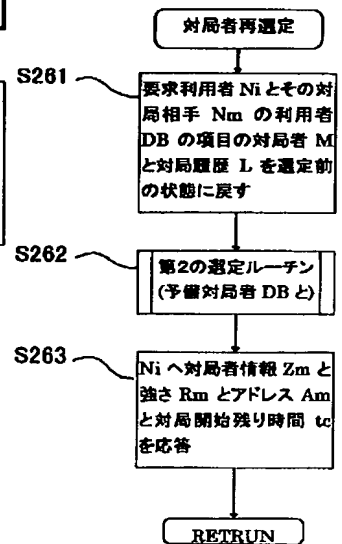 対局者再選定
S261
要求利用者 Ni とその対
局相手 Nm の利用者
DB の項目の対局者 M
と対局履歴 L を選定前
の状態に戻す
S262
第2の選定ルーチン
(予備対局者 DB と)
S263
Ni へ対局者情報 Zm と
強さ Rm とアドレス Am
と対局開始残り時間 tc
を応答
RETRUN